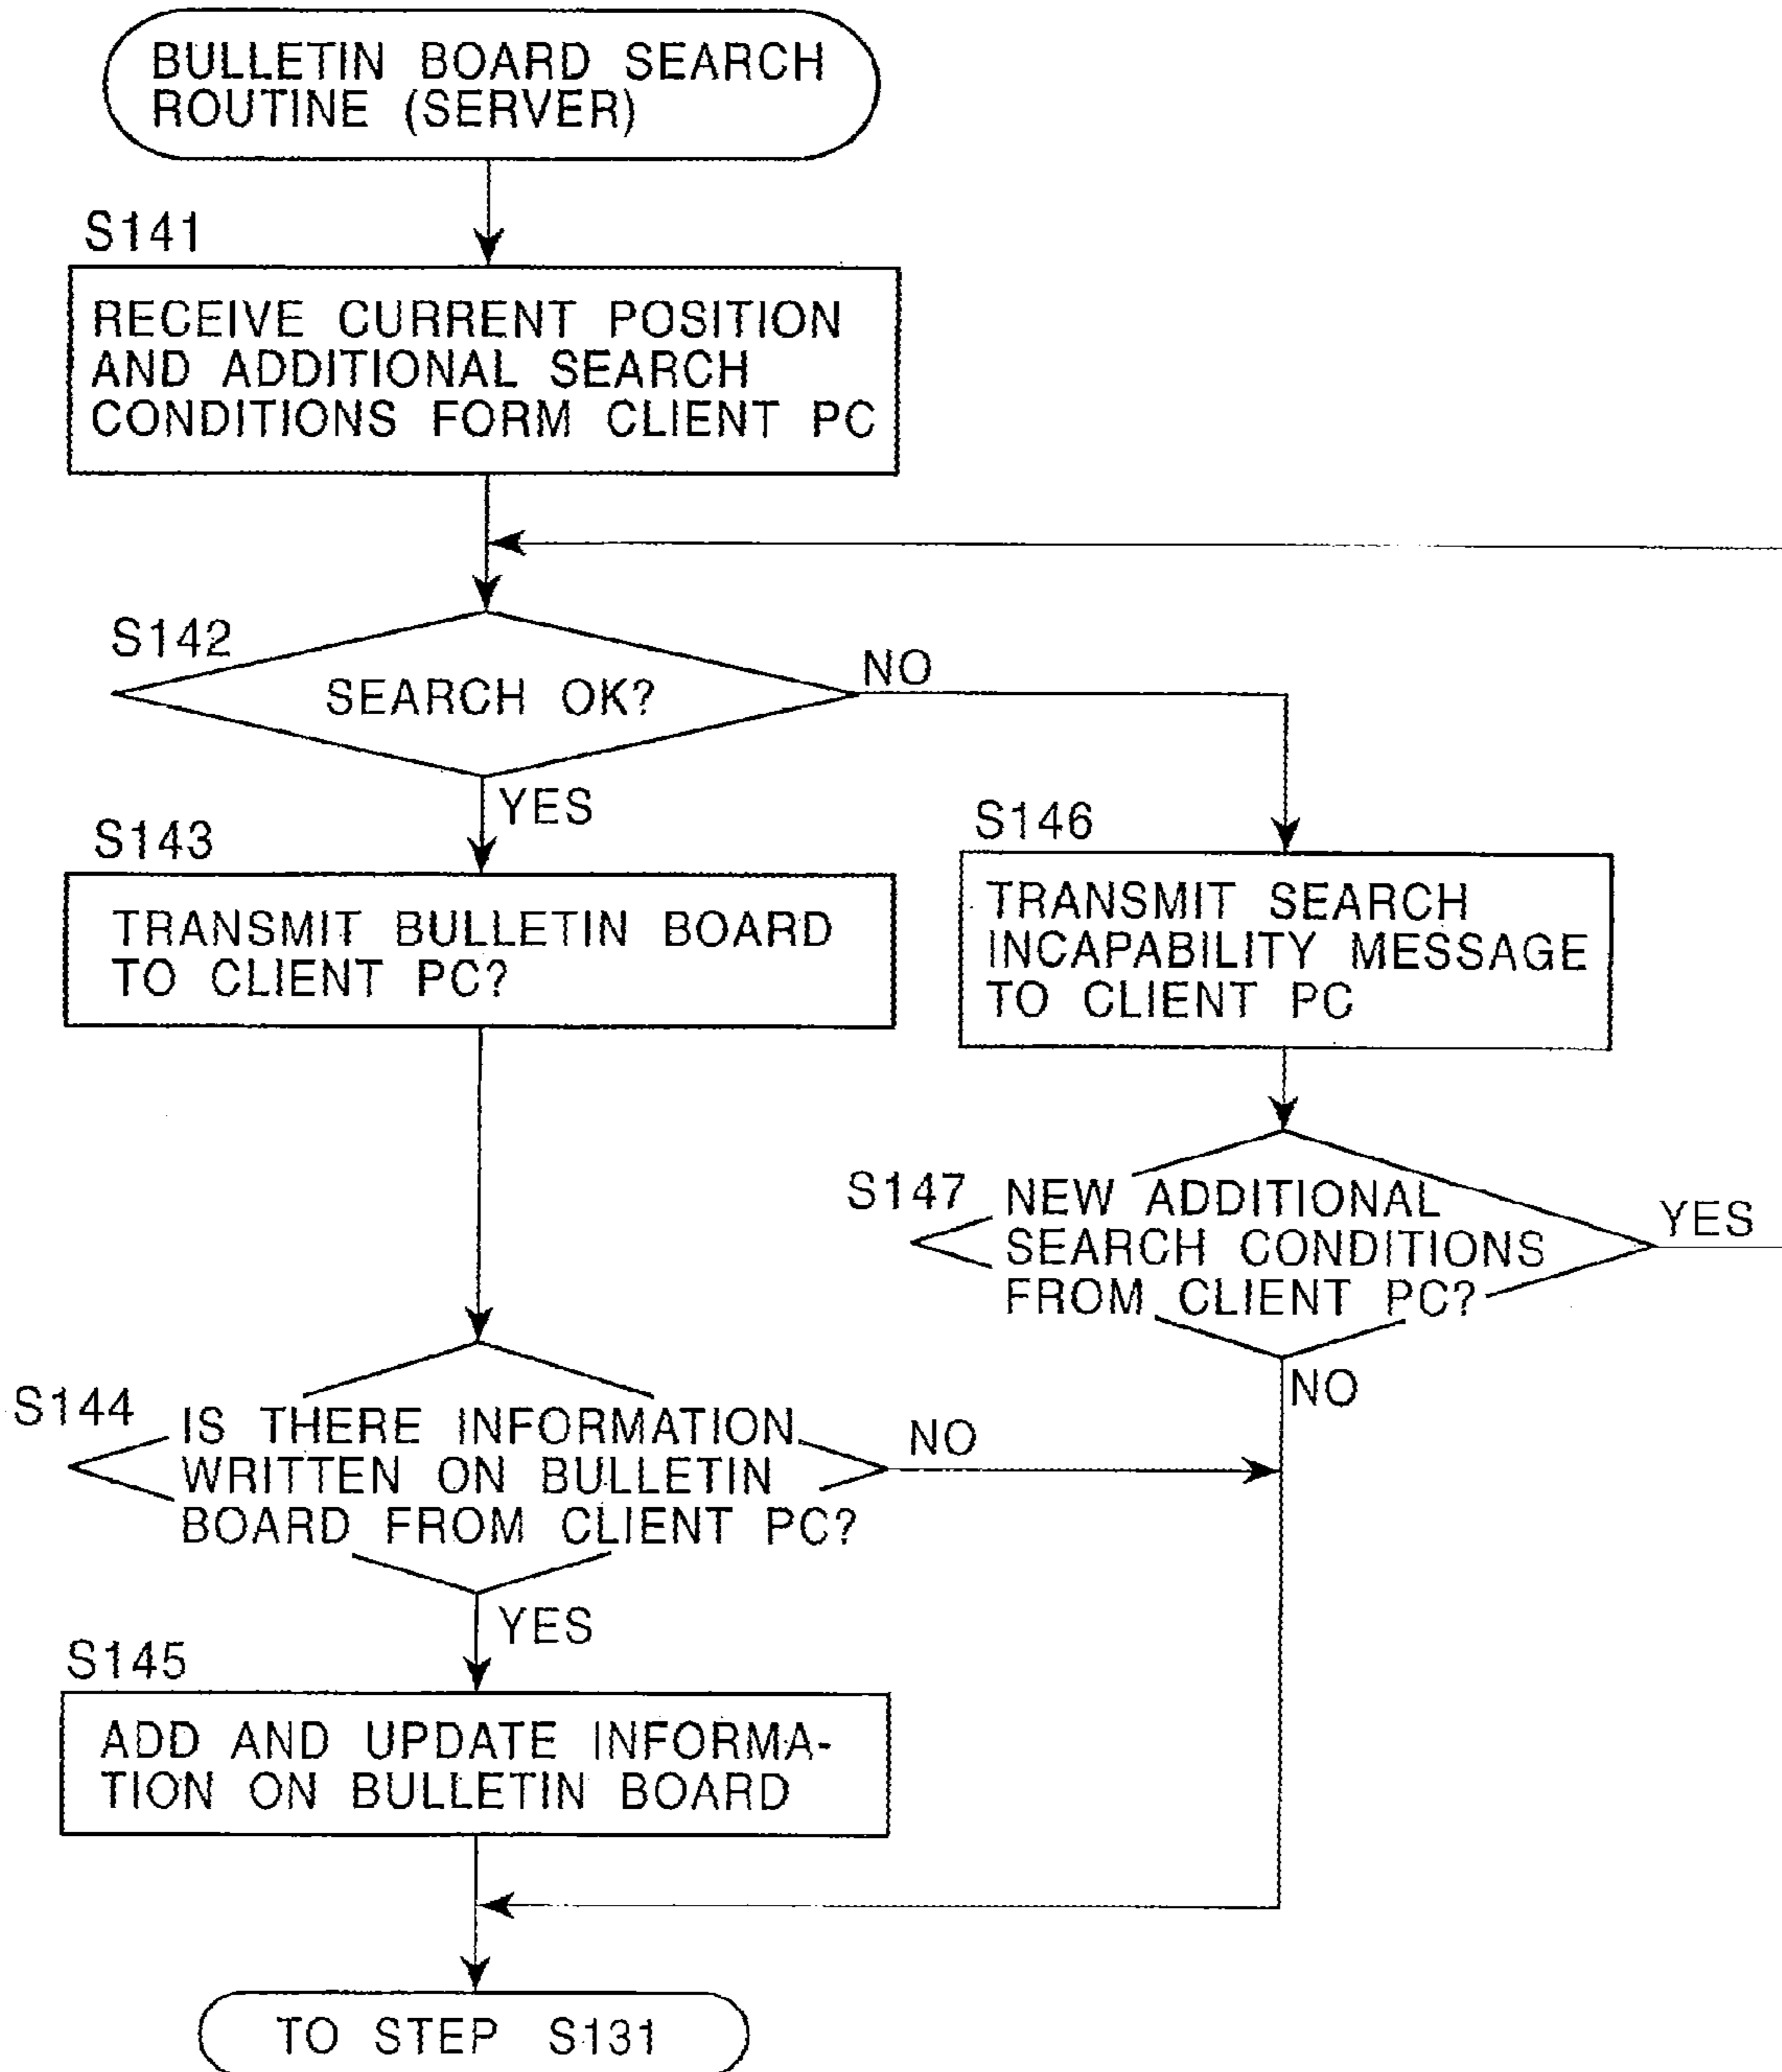 BULLETIN BOARD SEARCH
ROUTINE (SERVER)
S141
RECEIVE CURRENT POSITION
AND ADDITIONAL SEARCH
CONDITIONS FORM CLIENT PC
S142
SEARCH OK?
NO
YES
S143
TRANSMIT BULLETIN BOARD
TO CLIENT PC?
S146
TRANSMIT SEARCH
INCAPABILITY MESSAGE
TO CLIENT PC
S147
NEW ADDITIONAL
SEARCH CONDITIONS
FROM CLIENT PC?
YES
NO
S144
IS THERE INFORMATION
WRITTEN ON BULLETIN
BOARD FROM CLIENT PC?
NO
YES
S145
ADD AND UPDATE INFORMA-
TION ON BULLETIN BOARD
TO STEP S131